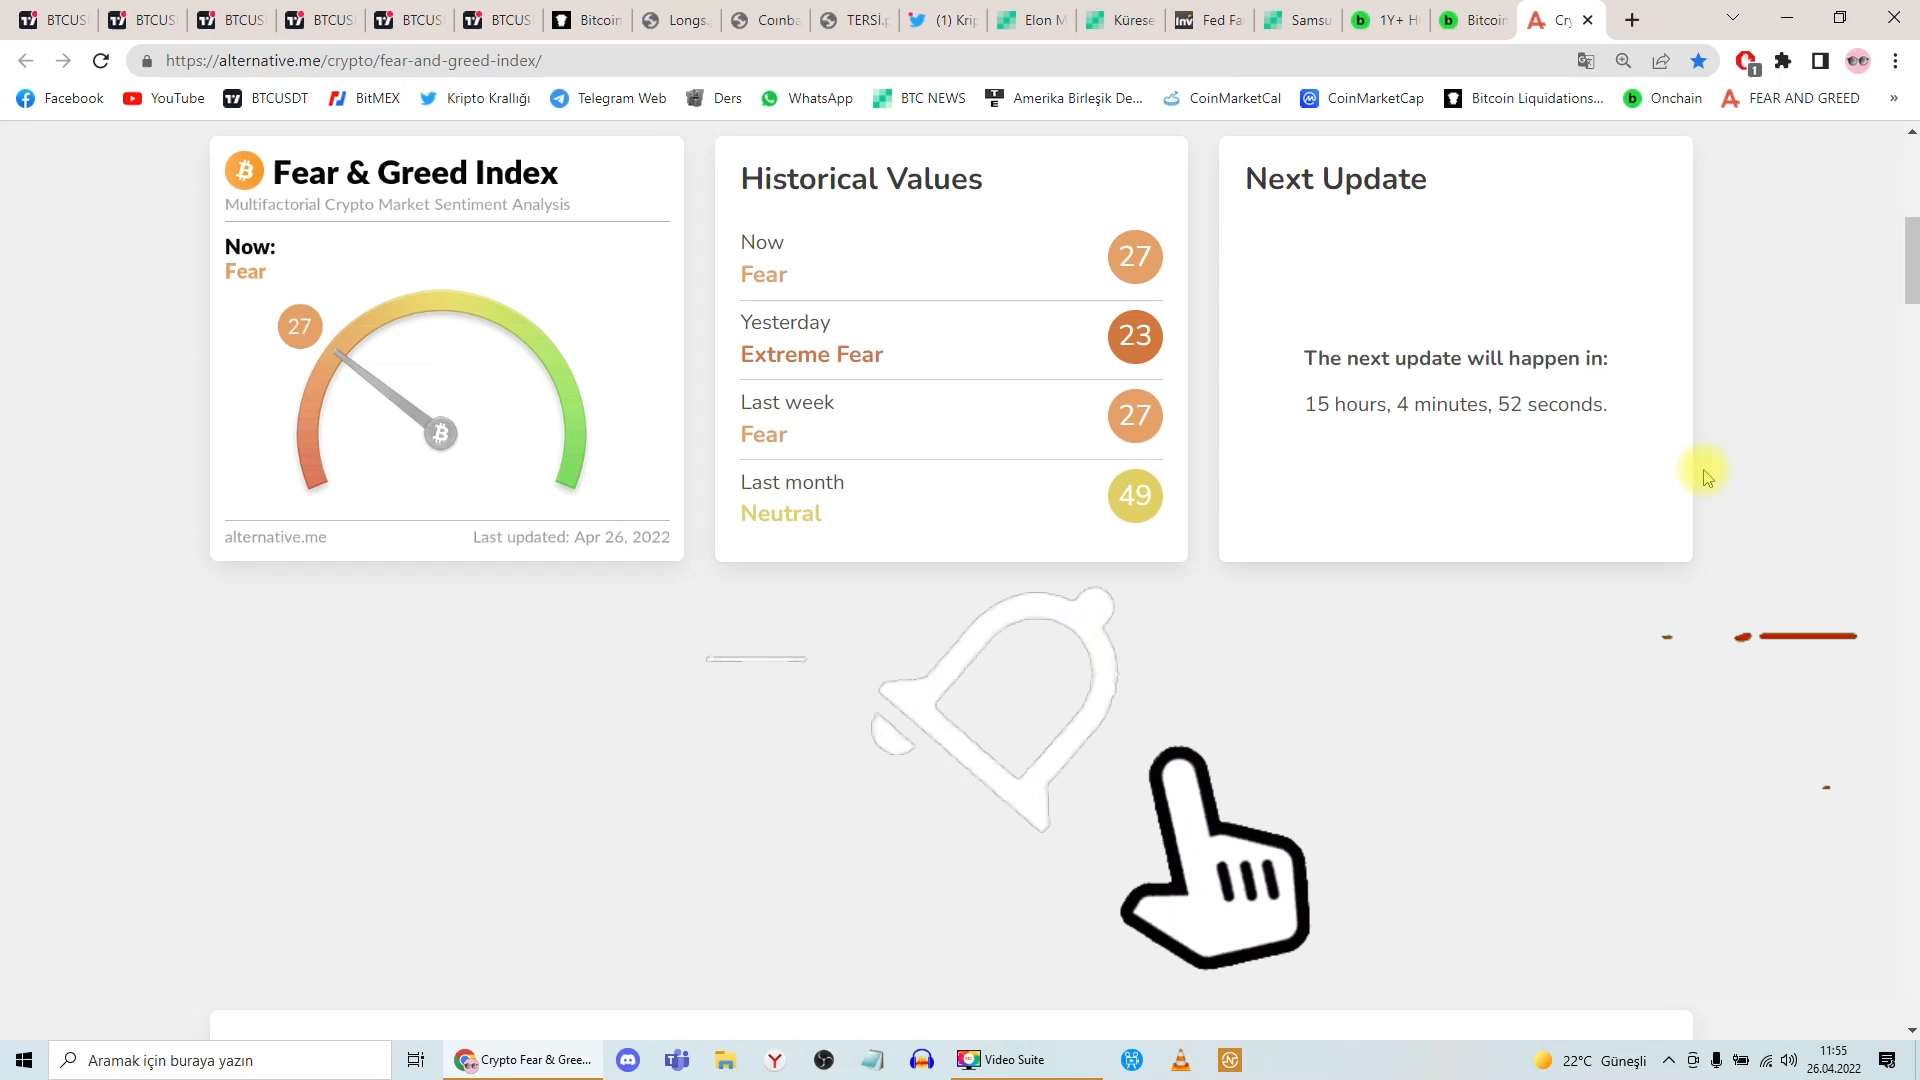 BTCUS
BTCUS
BTCUS
BTCUS
BTCUS
BTCUS
Bitcoin
Longs
Coinba
TERSİ.p
(1) Krip
Elon M
Kürese
Fed Fa
Samsu
1Y+ H
Bitcoin
Cry
https://alternative.me/crypto/fear-and-greed-index/
1
Facebook
YouTube
BTCUSDT
BitMEX
Kripto Krallığı
Telegram Web
Ders
WhatsApp
BTC NEWS
Amerika Birleşik De...
CoinMarketCal
CoinMarketCap
Bitcoin Liquidations...
Onchain
FEAR AND GREED
»
Fear & Greed Index
Multifactorial Crypto Market Sentiment Analysis
Now:
Fear
27
alternative.me
Last updated: Apr 26, 2022
Historical Values
Now
Fear
27
Yesterday
Extreme Fear
23
Last week
Fear
27
Last month
Neutral
49
Next Update
The next update will happen in:
15 hours, 4 minutes, 52 seconds.
Aramak için buraya yazın
Crypto Fear & Gree...
Video Suite
22°C Güneşli
11:55
26.04.2022